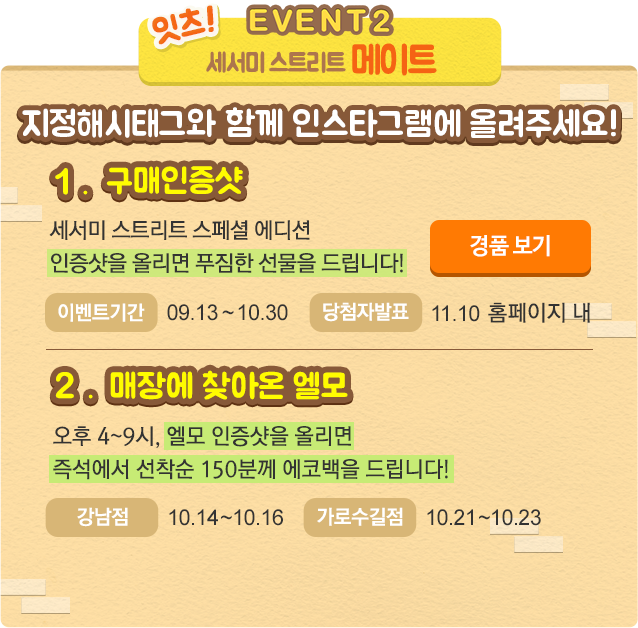 잇츠! EVENT 2
세서미 스트리트 메이트
지정해시태그와 함께 인스타그램에 올려주세요!
1. 구매인증샷
세서미 스트리트 스페셜 에디션
인증샷을 올리면 푸짐한 선물을 드립니다!
경품 보기
이벤트기간 09.13 ~ 10.30 당첨자발표 11.10 홈페이지 내
2. 매장에 찾아온 엘모
오후 4~9시, 엘모 인증샷을 올리면
즉석에서 선착순 150분께 에코백을 드립니다!
강남점 10.14~10.16 가로수길점 10.21~10.23